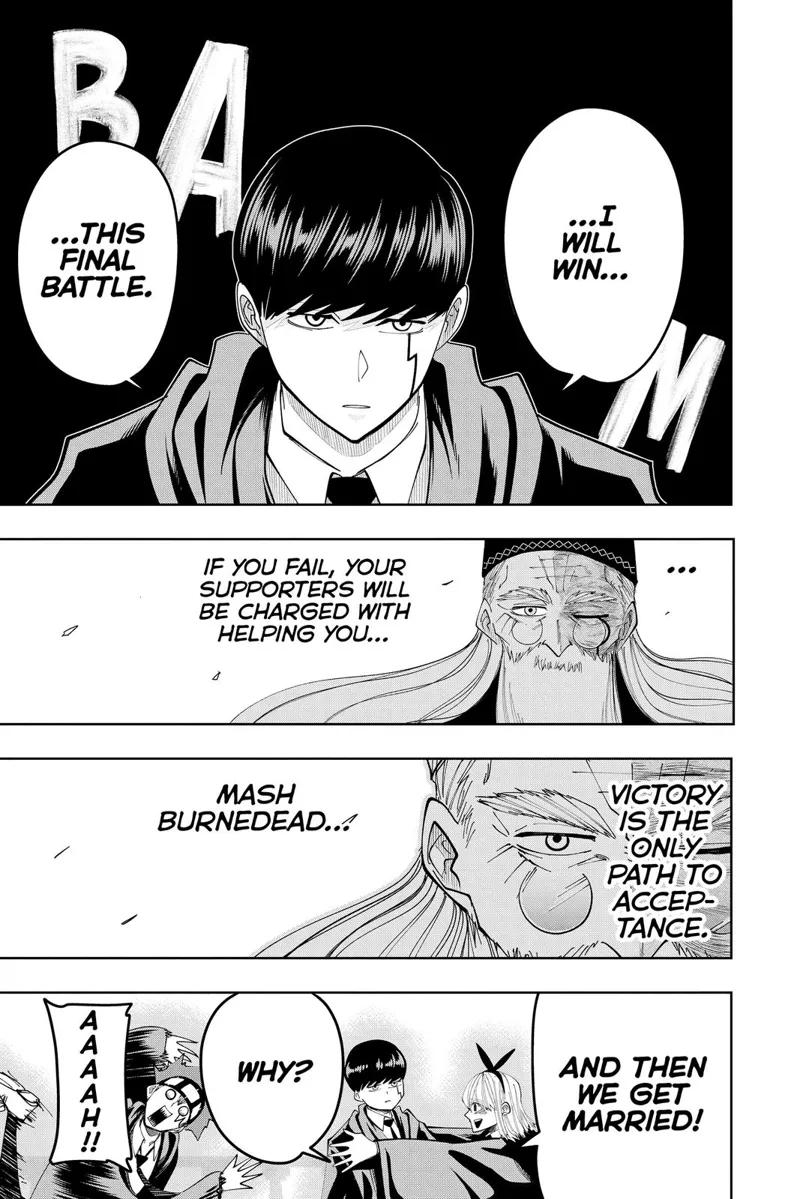 BAM
...I
WILL
WIN...
...THIS
FINAL
BATTLE.
...
IF YOU FAIL, YOUR
SUPPORTERS WILL
BE CHARGED WITH
HELPING YOU...
VICTORY
IS THE
ONLY
PATH TO
ACCEP-
TANCE.
MASH
BURNEDEAD...
AND THEN
WE GET
MARRIED!
WHY?
AAAAAH!!